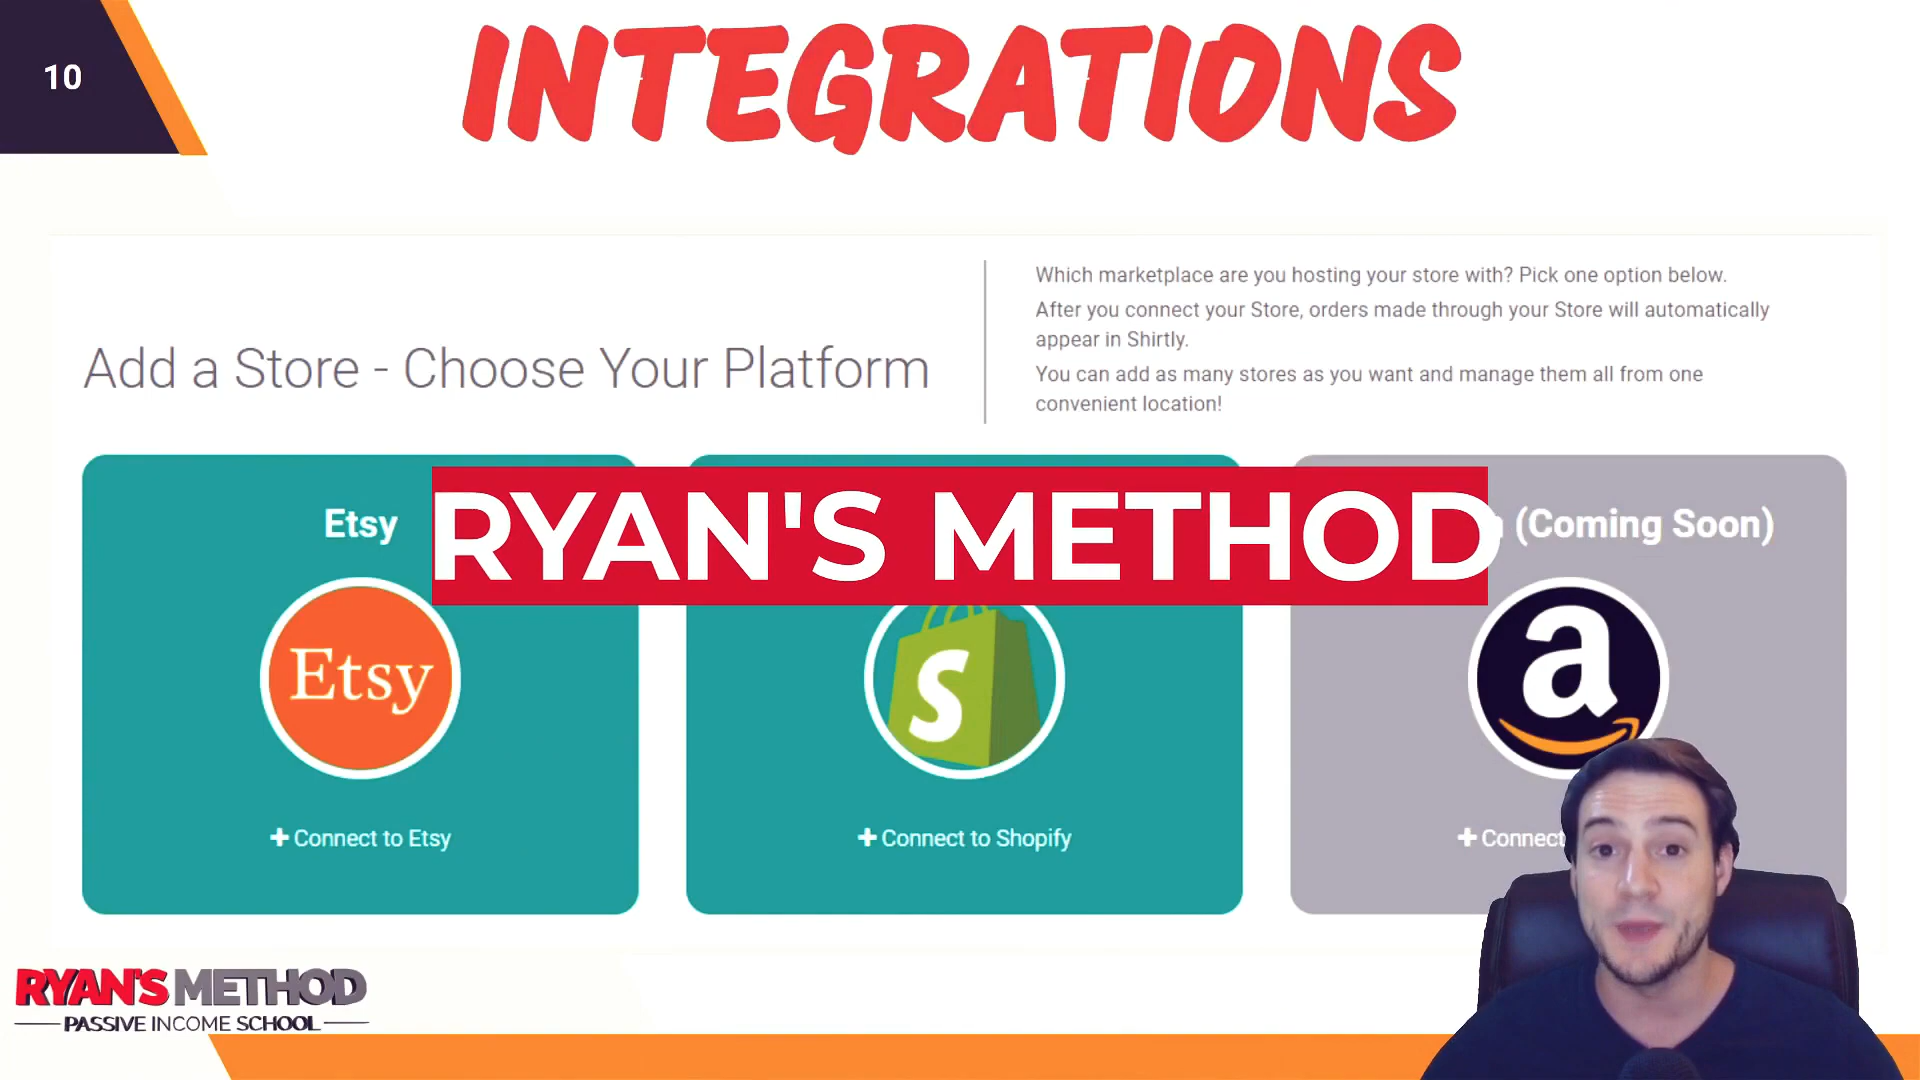 10
INTEGRATIONS
Which marketplace are you hosting your store with? Pick one option below.
After you connect your Store, orders made through your Store will automatically
appear in Shirtly.
You can add as many stores as you want and manage them all from one
convenient location!
Add a Store - Choose Your Platform
RYAN'S METHOD
Etsy
(Coming Soon)
Etsy
S
a
+ Connect to Etsy
+ Connect to Shopify
+ Connect
RYAN'S METHOD
PASSIVE INCOME SCHOOL